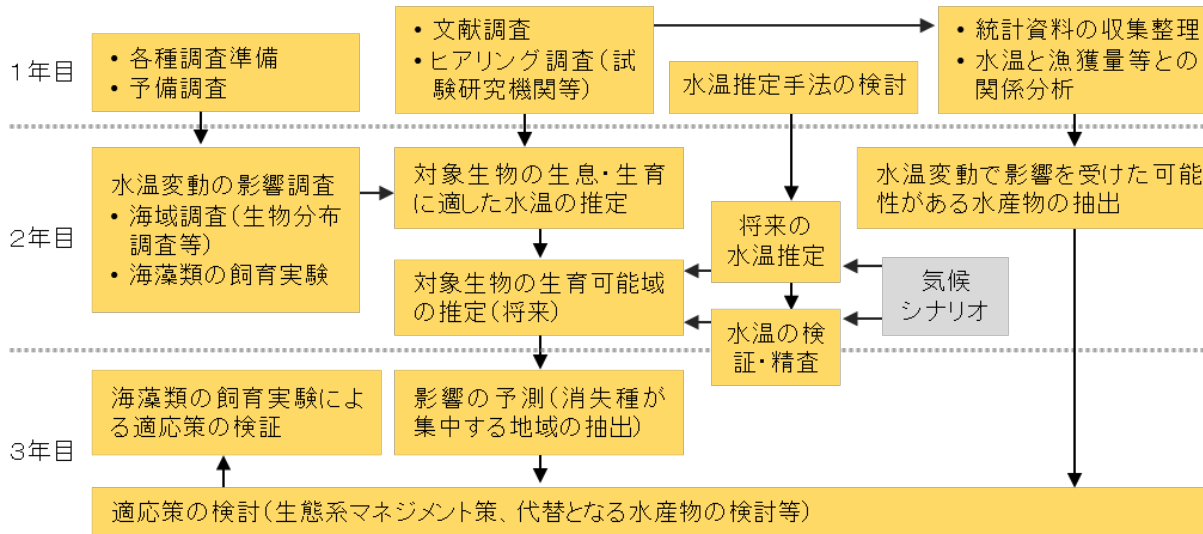 1年目
• 各種調査準備
• 予備調査
• 文献調査
• ヒアリング調査(試
験研究機関等)
水温推定手法の検討
• 統計資料の収集整理
• 水温と漁獲量等との
関係分析
2年目
水温変動の影響調査
• 海域調査(生物分布
調査等)
• 海藻類の飼育実験
対象生物の生息・生育
に適した水温の推定
対象生物の生育可能域
の推定(将来)
将来の
水温推定
水温の検
証・精査
水温変動で影響を受けた可能
性がある水産物の抽出
気候
シナリオ
3年目
海藻類の飼育実験によ
る適応策の検証
影響の予測(消失種が
集中する地域の抽出)
適応策の検討(生態系マネジメント策、代替となる水産物の検討等)